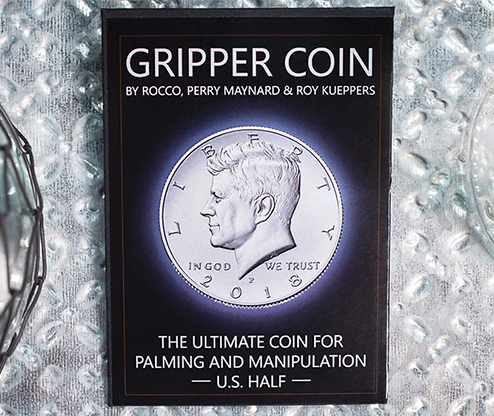 GRIPPER COIN
BY ROCCO, PERRY MAYNARD & ROY KUEPPERS
LIBERTY
IN GOD WE TRUST
P
2018
THE ULTIMATE COIN FOR
PALMING AND MANIPULATION
— U.S. HALF —